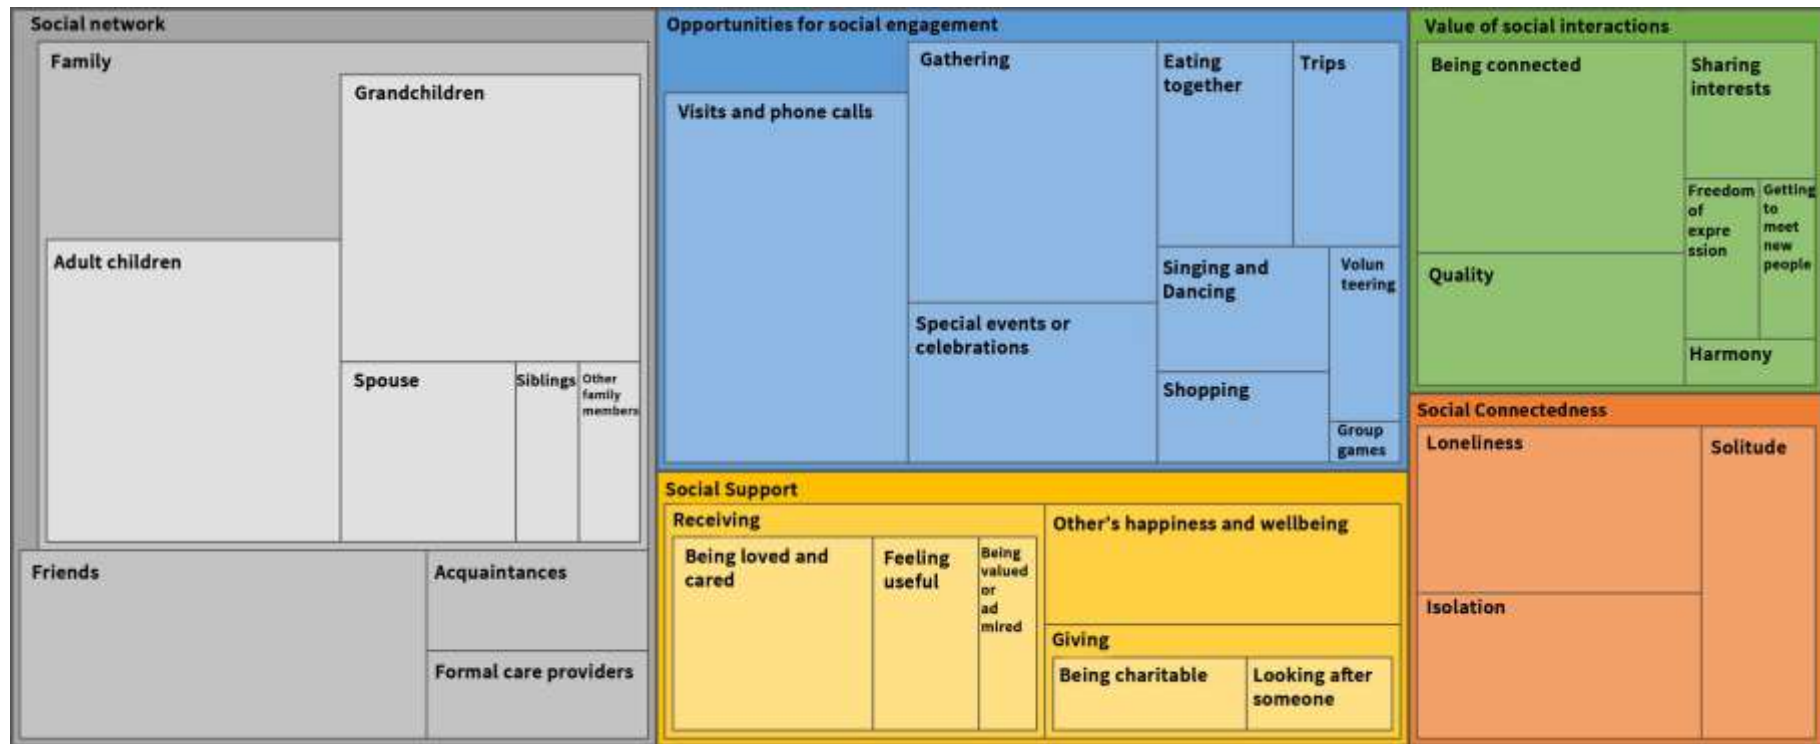 Social network
Family
Grandchildren
Adult children
Spouse
Siblings
Other
family
members
Friends
Acquaintances
Formal care providers
Opportunities for social engagement
Visits and phone calls
Gathering
Special events or
celebrations
Eating
together
Trips
Singing and
Dancing
Volun
teering
Shopping
Group
games
Social Support
Receiving
Being loved and
cared
Feeling
useful
Being
valued
or
ad
mired
Other's happiness and wellbeing
Giving
Being charitable
Looking after
someone
Value of social interactions
Being connected
Sharing
interests
Quality
Freedom
of
expre
ssion
Getting
to
meet
new
people
Harmony
Social Connectedness
Loneliness
Solitude
Isolation